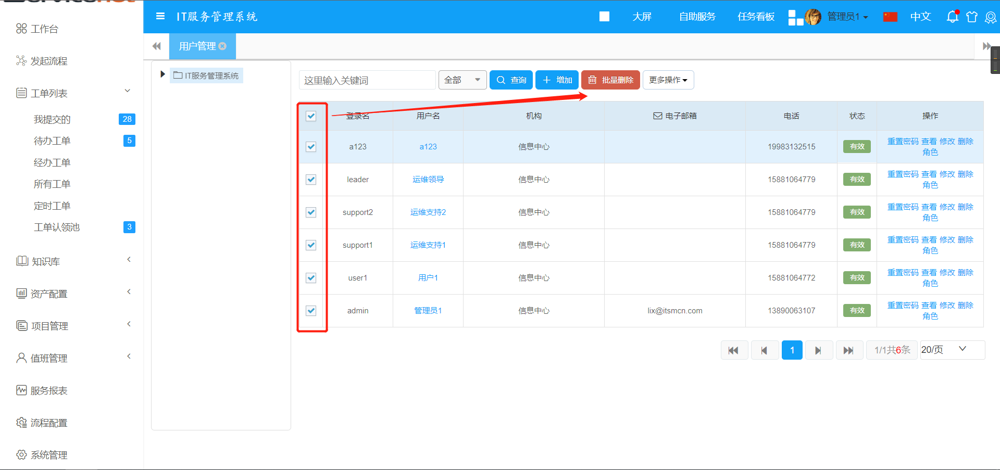 IT服务管理系统
大屏
自助服务
任务看板
管理员1
中文
工作台
发起流程
工单列表
我提交的 28
待办工单 5
经办工单
所有工单
定时工单
工单认领池 3
知识库
资产配置
项目管理
值班管理
服务报表
流程配置
系统管理
用户管理
IT服务管理系统
这里输入关键词
全部
查询
增加
批量删除
更多操作
登录名 用户名 机构 电子邮箱 电话 状态 操作
a123 a123 信息中心 19983132515 有效 重置密码 查看 修改 删除
角色
leader 运维领导 信息中心 15881064779 有效 重置密码 查看 修改 删除
角色
support2 运维支持2 信息中心 15881064779 有效 重置密码 查看 修改 删除
角色
support1 运维支持1 信息中心 15881064779 有效 重置密码 查看 修改 删除
角色
user1 用户1 信息中心 15881064772 有效 重置密码 查看 修改 删除
角色
admin 管理员1 信息中心 lix@itsmcn.com 13890063107 有效 重置密码 查看 修改 删除
角色
1
1/1共6条
20/页